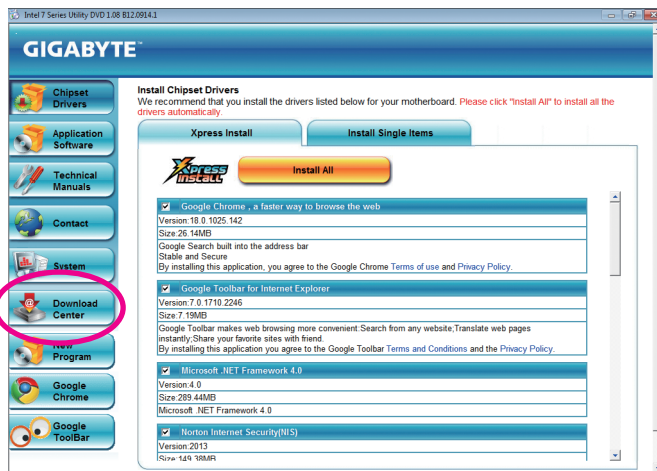 Intel 7 Series Utility DVD 1.08 B12.0914.1
GIGABYTE™
Chipset
Drivers
Application
Software
Technical
Manuals
Contact
System
Download
Center
New
Program
Google
Chrome
Google
ToolBar
Install Chipset Drivers
We recommend that you install the drivers listed below for your motherboard. Please click "Install All" to install all the
drivers automatically.
Xpress Install
Install Single Items
Xpress
Install
Install All
Google Chrome , a faster way to browse the web
Version:18.0.1025.142
Size:26.14MB
Google Search built into the address bar
Stable and Secure
By installing this application, you agree to the Google Chrome Terms of use and Privacy Policy.
Google Toolbar for Internet Explorer
Version:7.0.1710.2246
Size:7.19MB
Google Toolbar makes web browsing more convenient:Search from any website;Translate web pages
instantly;Share your favorite sites with friend.
By installing this application you agree to the Google Toolbar Terms and Conditions and the Privacy Policy.
Microsoft .NET Framework 4.0
Version:4.0
Size:289.44MB
Microsoft .NET Framework 4.0
Norton Internet Security(NIS)
Version:2013
Size:149.38MB